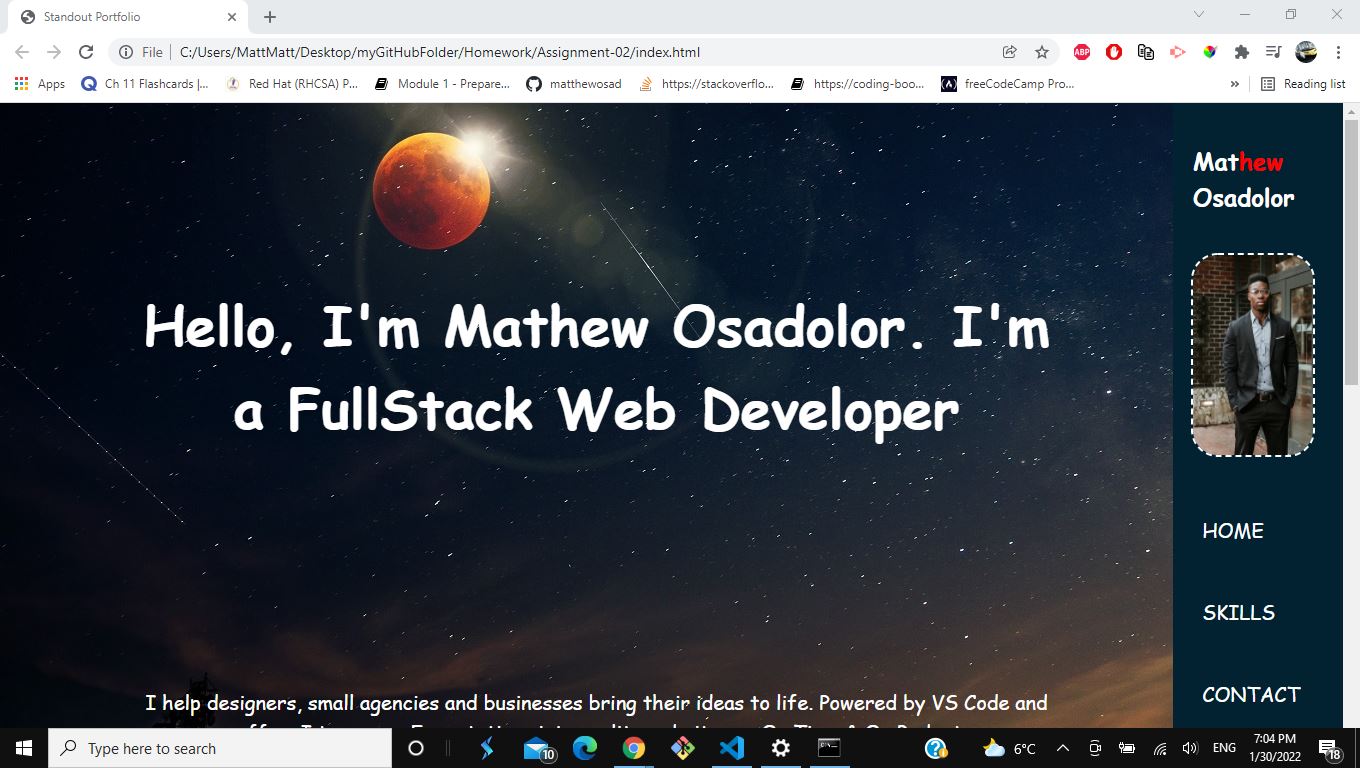 Standout Portfolio
File
C:/Users/MattMatt/Desktop/myGitHubFolder/Homework/Assignment-02/index.html
ABP
Apps
Ch 11 Flashcards |...
Red Hat (RHCSA) P...
Module 1 - Prepare...
matthewosad
https://stackoverflo...
https://coding-boo...
freeCodeCamp Pro...
»
Reading list
Mathew
Osadolor
Hello, I'm Mathew Osadolor. I'm
a FullStack Web Developer
HOME
SKILLS
CONTACT
I help designers, small agencies and businesses bring their ideas to life. Powered by VS Code and
Type here to search
10
6°C
ENG
7:04 PM
1/30/2022
18